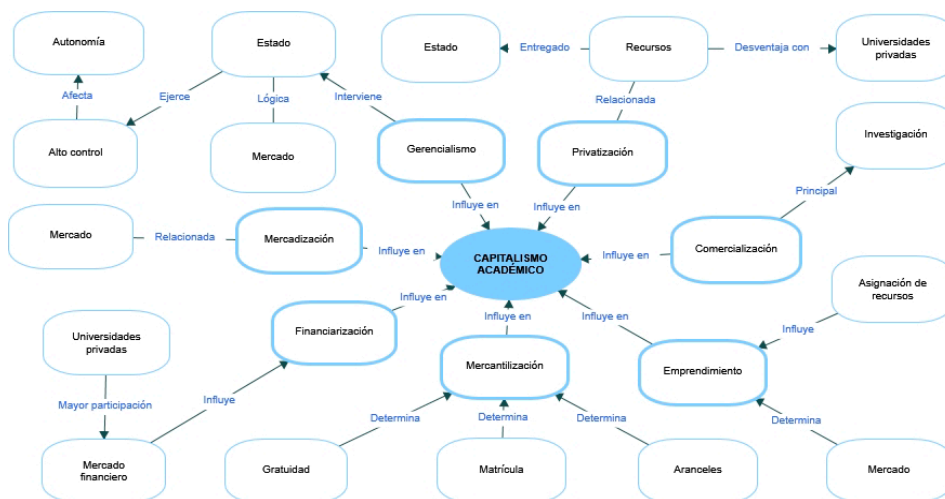 Autonomía
Estado
Estado
Entregado
Recursos
Desventaja con
Universidades
privadas
Afecta
Ejerce
Lógica
Interviene
Relacionada
Alto control
Mercado
Gerencialismo
Privatización
Investigación
Influye en
Influye en
Principal
Mercado
Relacionada
Mercadización
Influye en
CAPITALISMO
ACADÉMICO
Influye en
Comercialización
Universidades
privadas
Financiarización
Influye en
Influye en
Influye en
Asignación de
recursos
Influye
Mayor participación
Influye
Mercantilización
Emprendimiento
Determina
Determina
Determina
Determina
Mercado
financiero
Gratuidad
Matrícula
Aranceles
Mercado